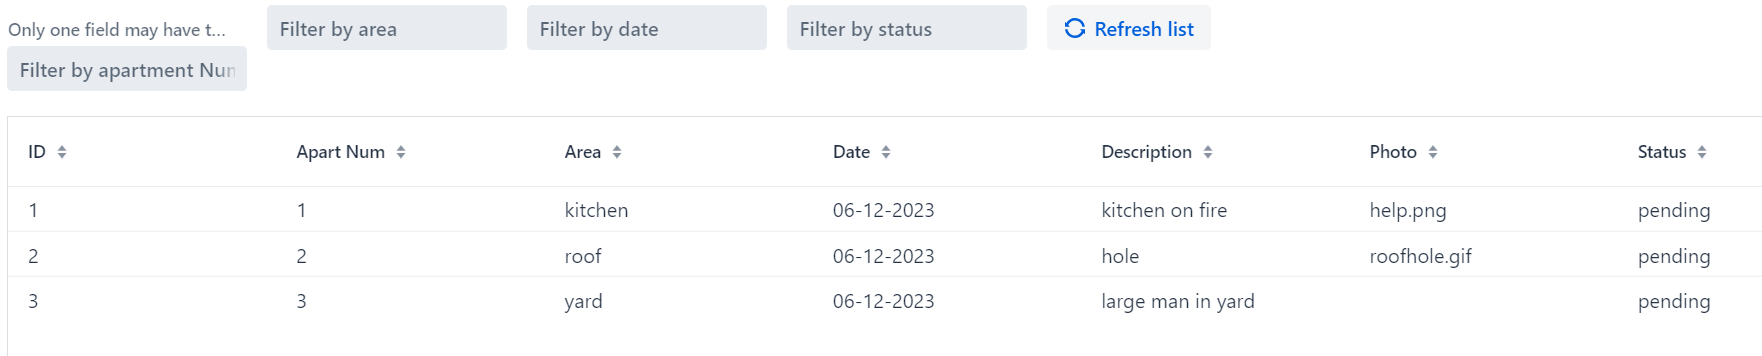 Only one field may have t...
Filter by apartment Nun
Filter by area
Filter by date
Filter by status
Refresh list
ID Apart Num Area Date Description Photo Status
1 1 kitchen 06-12-2023 kitchen on fire help.png pending
2 2 roof 06-12-2023 hole roofhole.gif pending
3 3 yard 06-12-2023 large man in yard pending